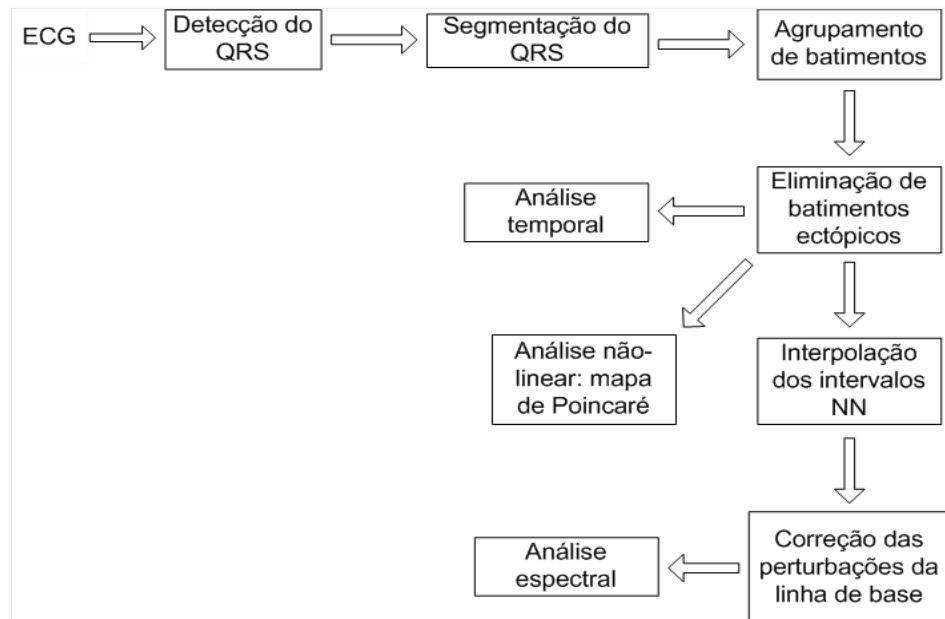 ECG
Detecção do
QRS
Segmentação do
QRS
Agrupamento
de batimentos
Análise
temporal
Eliminação de
batimentos
ectópicos
Análise não-
linear: mapa
de Poincaré
Interpolação
dos intervalos
NN
Análise
espectral
Correção das
perturbações da
linha de base